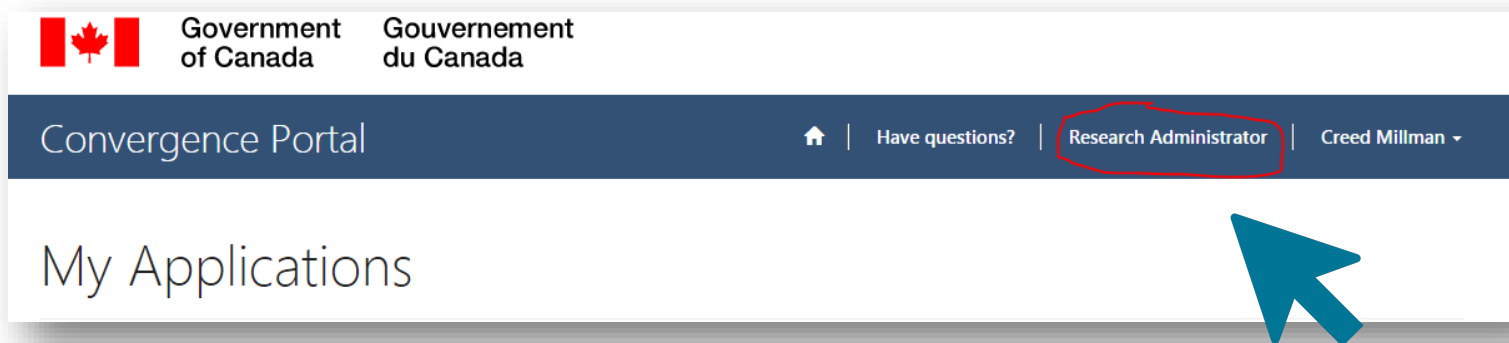 Government Gouvernement
of Canada du Canada
Convergence Portal Have questions? Research Administrator Creed Millman
My Applications